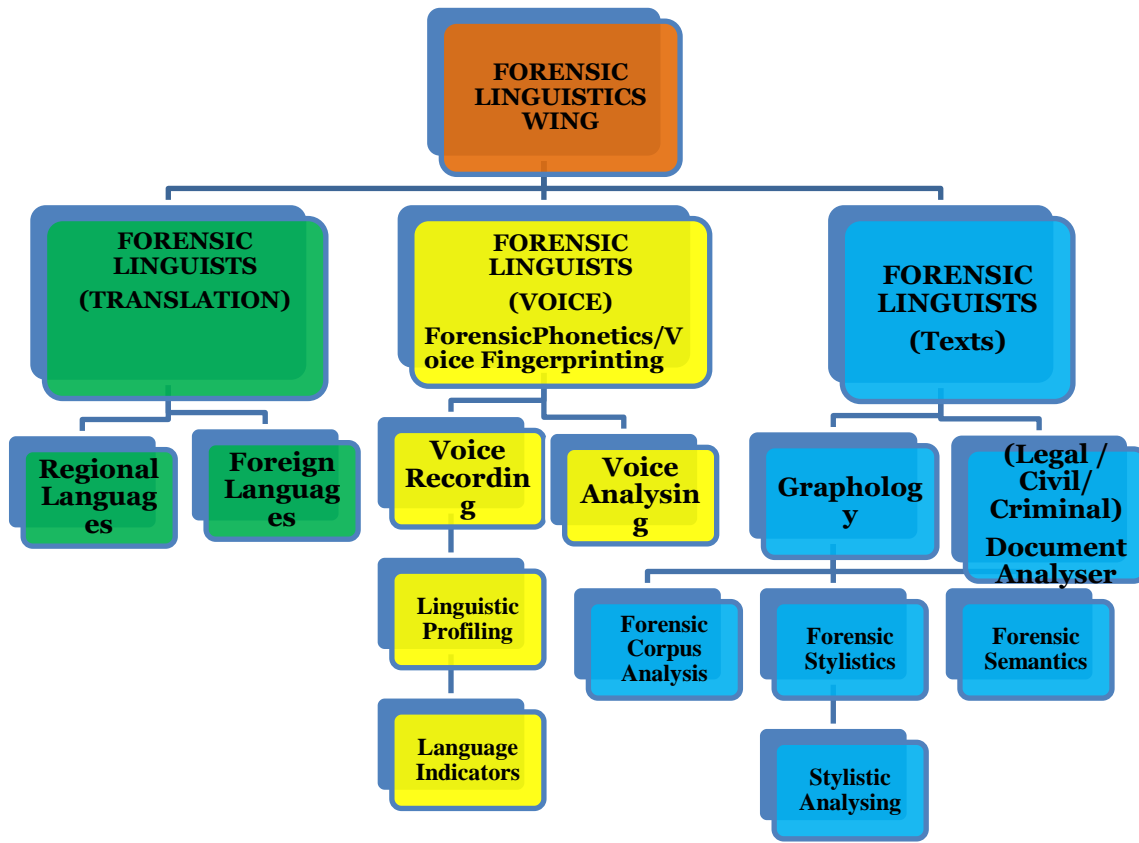 FORENSIC
LINGUISTICS
WING
FORENSIC
LINGUISTS
(TRANSLATION)
FORENSIC
LINGUISTS
(VOICE)
ForensicPhonetics/V
oice Fingerprinting
FORENSIC
LINGUISTS
(Texts)
Regional
Languag
es
Foreign
Languag
es
Voice
Recordin
g
Voice
Analysin
g
Grapholog
y
(Legal /
Civil/
Criminal)
Document
Analyser
Linguistic
Profiling
Forensic
Corpus
Analysis
Forensic
Stylistics
Forensic
Semantics
Language
Indicators
Stylistic
Analysing